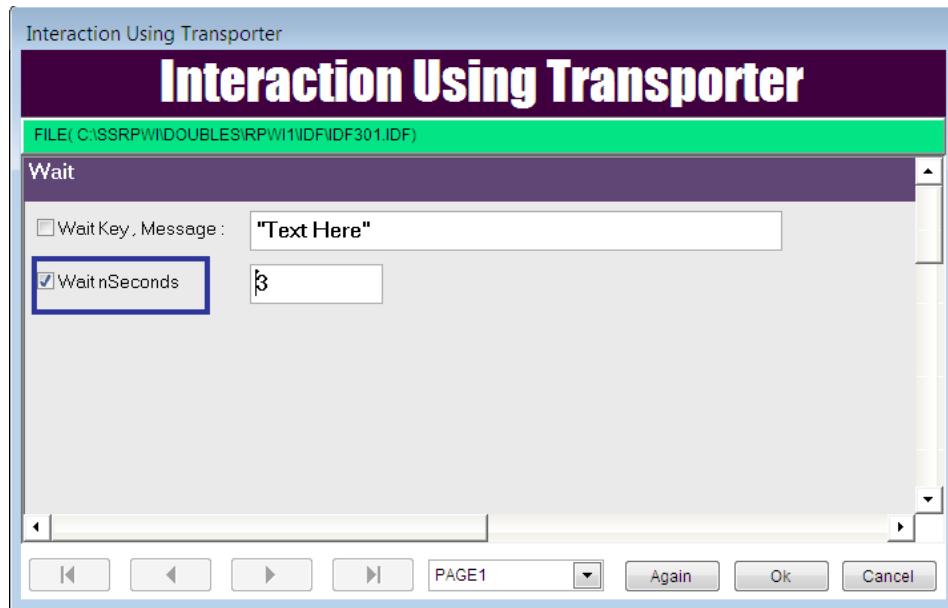 Interaction Using Transporter
Interaction Using Transporter
FILE( C:\SSRPWI\DOUBLES\RPWI1\IDF\IDF301.IDF)
Wait
Wait Key , Message : "Text Here"
Wait nSeconds 3
PAGE1 Again Ok Cancel